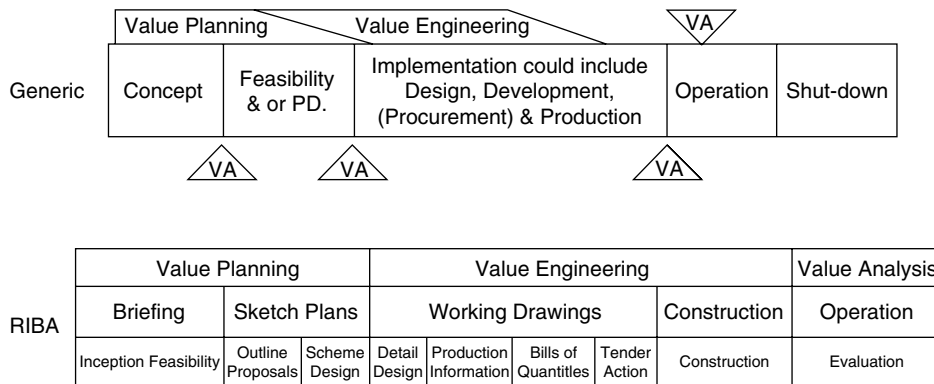 Value Planning
Value Engineering
VA
Generic
Concept
Feasibility
& or PD.
Implementation could include
Design, Development,
(Procurement) & Production
Operation
Shut-down
VA
VA
VA
RIBA
Value Planning
Value Engineering
Value Analysis
Briefing
Sketch Plans
Working Drawings
Construction
Operation
Inception Feasibility
Outline
Proposals
Scheme
Design
Detail
Design
Production
Information
Bills of
Quantitles
Tender
Action
Construction
Evaluation